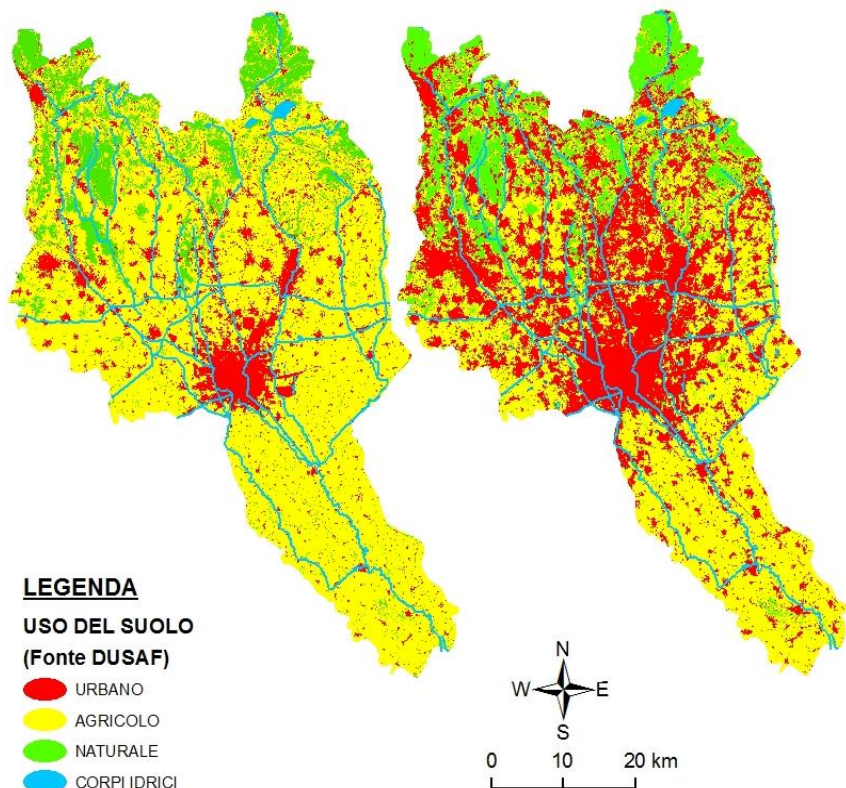 LEGENDA
USO DEL SUOLO
(Fonte DUSAF)
URBANO
AGRICOLO
NATURALE
CORPI IDRICI
N
W E
S
0 10 20 km